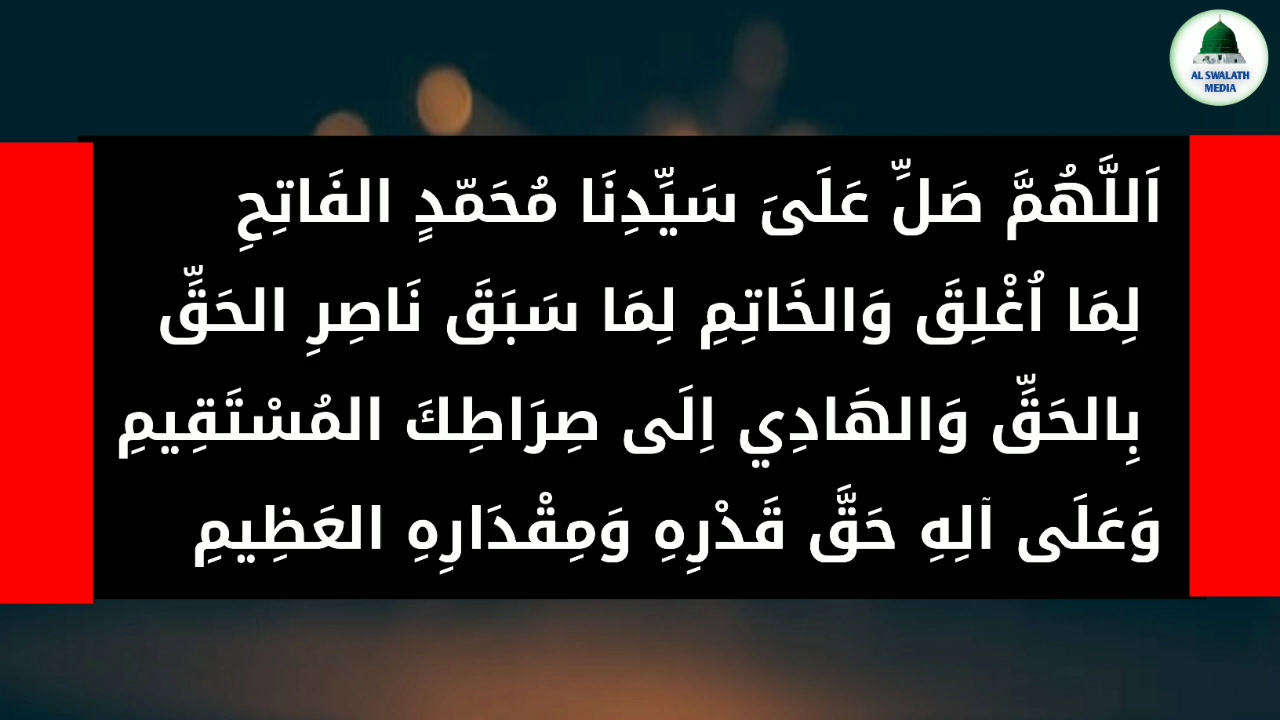 AL SWALATH
MEDIA
اَللَّهُمَّ صَلِّ عَلَىَ سَيِّدِنَا مُحَمّدٍ الفَاتِحِ
لِمَا اُغْلِقَ وَالخَاتِمِ لِمَا سَبَقَ نَاصِرِ الحَقِّ
بِالحَقِّ وَالهَادِي اِلَى صِرَاطِكَ المُسْتَقِيمِ
وَعَلَى آلِهِ حَقَّ قَدْرِهِ وَمِقْدَارِهِ العَظِيمِ